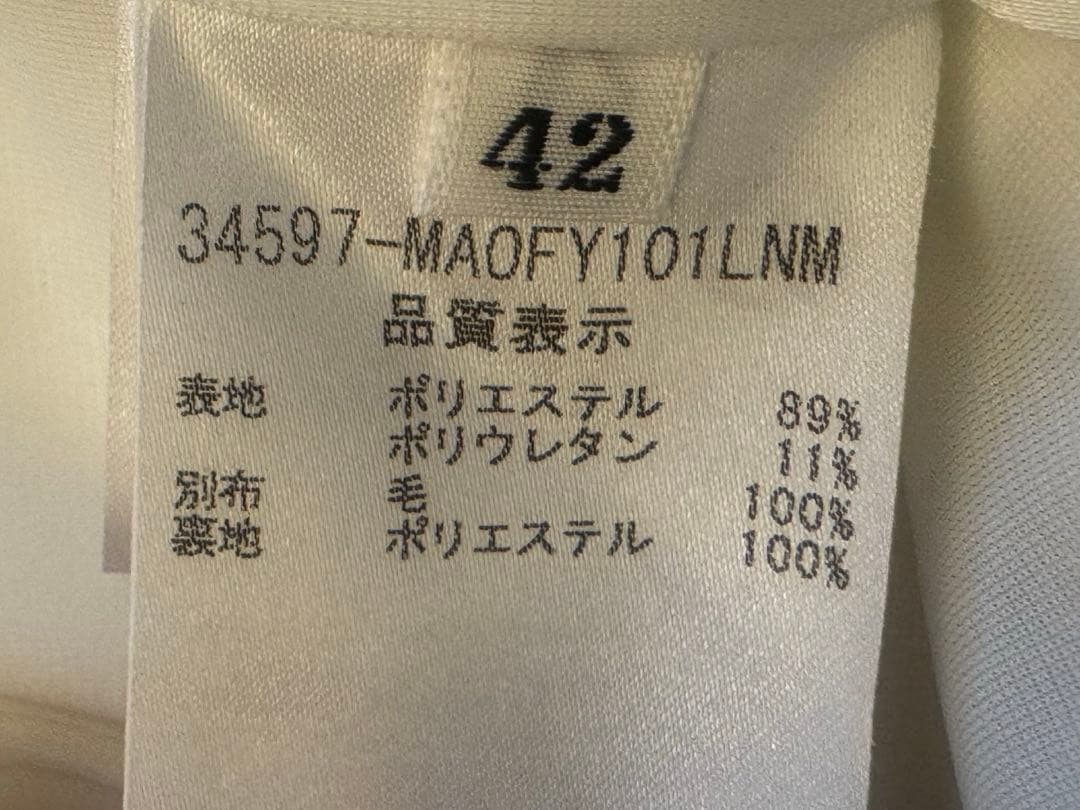 42
34597-MA0FY101LNM
品質表示
表地 ポリエステル 89%
ポリウレタン 11%
別布 毛 100%
裏地 ポリエステル 100%